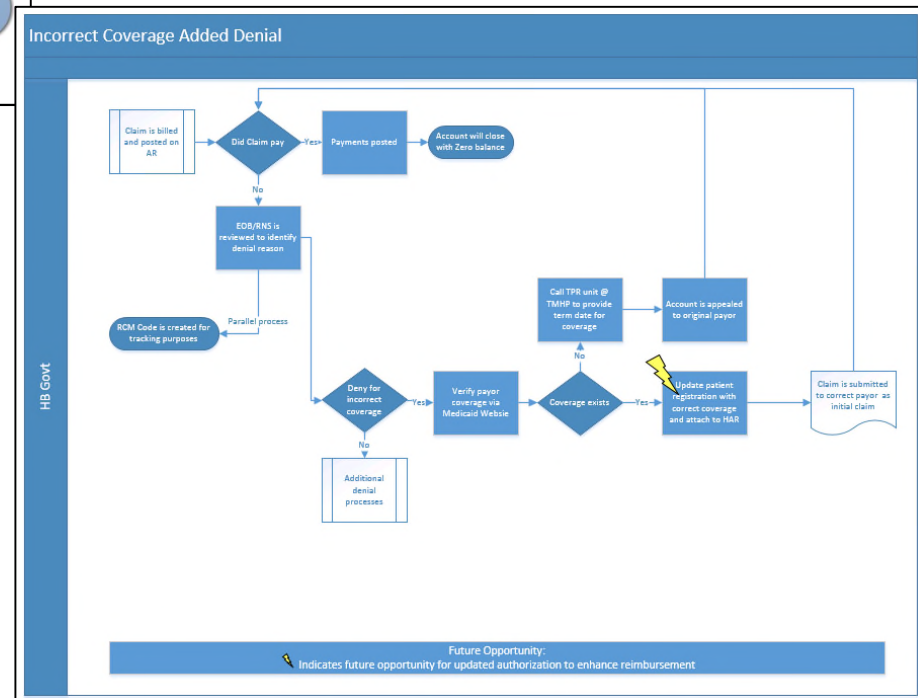 Incorrect Coverage Added Denial
HB Govt
Claim is billed
and posted on
AR
Did Claim pay
Yes
Payments posted
Account will close
with Zero balance
No
EOB/RNS is
reviewed to identify
denial reason
Parallel process
RCM Code is created for
tracking purposes
Deny for
incorrect
coverage
Yes
No
Additional
denial
processes
Verify payor
coverage via
Medicaid Websie
Coverage exists
No
Call TPR unit @
TMHP to provide
term date for
coverage
Account is appealed
to original payor
Yes
Update patient
registration with
correct coverage
and attach to HAR
Claim is submitted
to correct payor as
initial claim
Future Opportunity:
Indicates future opportunity for updated authorization to enhance reimbursement